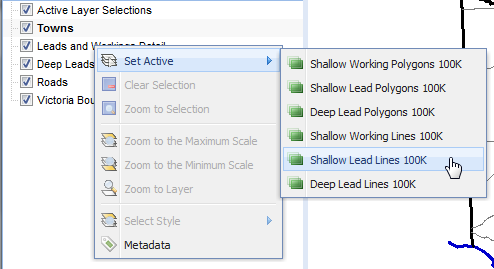 Active Layer Selections
Towns
Leads and Workings Detail
Deep Leads
Roads
Victoria Bou
Set Active
Clear Selection
Zoom to Selection
Zoom to the Maximum Scale
Zoom to the Minimum Scale
Zoom to Layer
Select Style
Metadata
Shallow Working Polygons 100K
Shallow Lead Polygons 100K
Deep Lead Polygons 100K
Shallow Working Lines 100K
Shallow Lead Lines 100K
Deep Lead Lines 100K